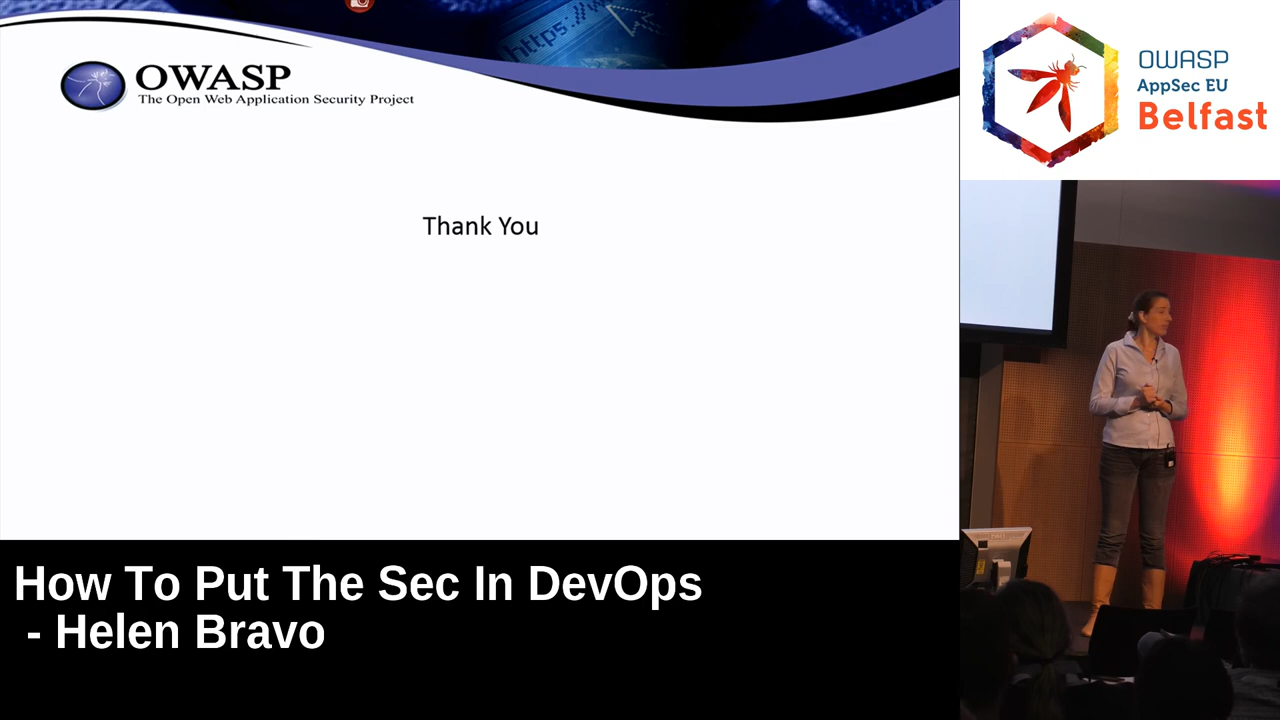 https://w
OWASP
The Open Web Application Security Project
Thank You
OWASP
AppSec EU
Belfast
How To Put The Sec In DevOps
- Helen Bravo